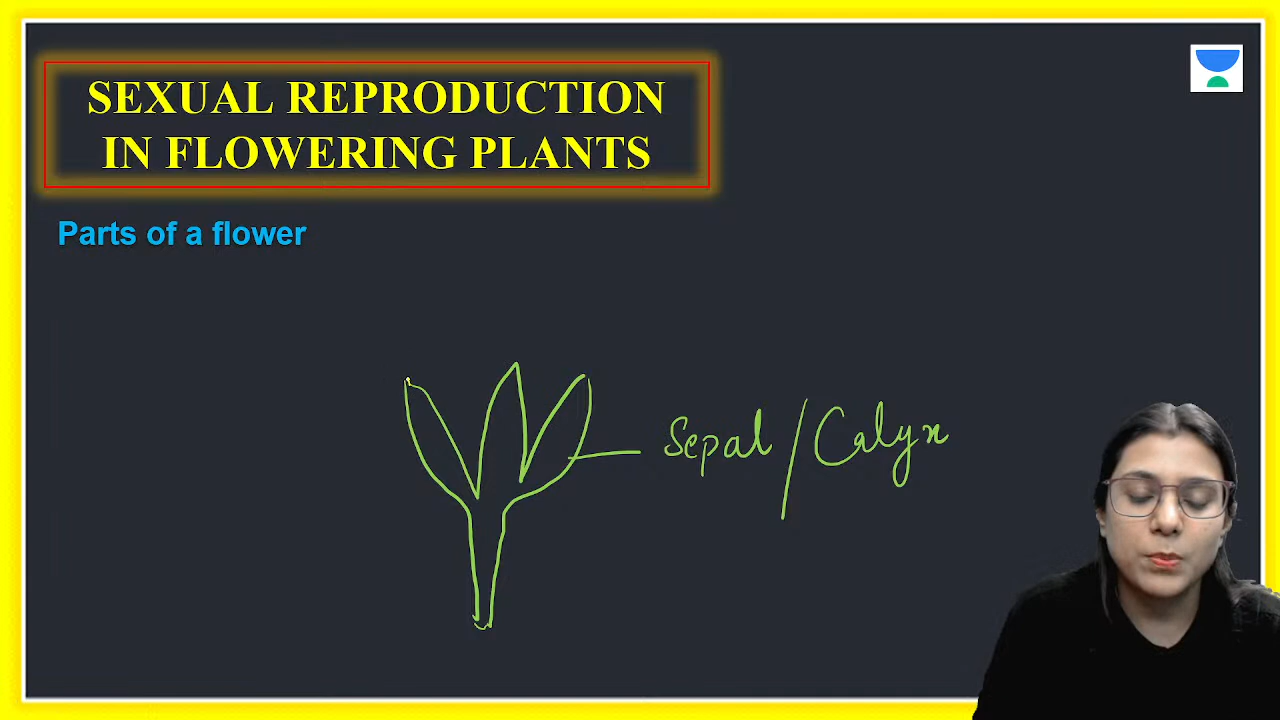 SEXUAL REPRODUCTION
IN FLOWERING PLANTS
Parts of a flower
Sepal / Calyx